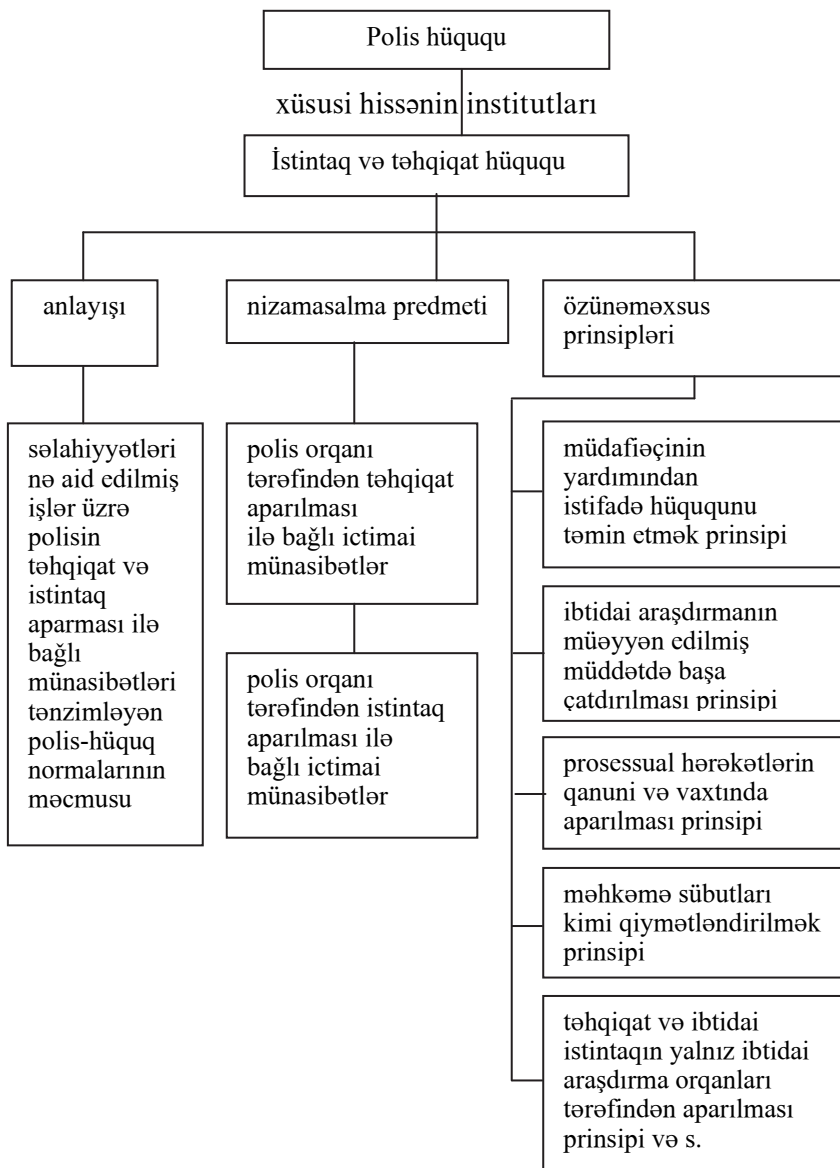 Polis hüququ
xüsusi hissənin institutları
İstintaq və təhqiqat hüququ
anlayışı
səlahiyyətləri
nə aid edilmiş
işlər üzrə
polisin
təhqiqat və
istintaq
aparması ilə
bağlı
münasibətləri
tənzimləyən
polis-hüquq
normalarının
məcmusu
nizamasalma predmeti
polis orqanı
tərəfindən təhqiqat
aparılması
ilə bağlı ictimai
münasibətlər
polis orqanı
tərəfindən istintaq
aparılması ilə
bağlı ictimai
münasibətlər
özünəməxsus
prinsipləri
müdafiəçinin
yardımından
istifadə hüququnu
təmin etmək prinsipi
ibtidai araşdırmanın
müəyyən edilmiş
müddətdə başa
çatdırılması prinsipi
prosessual hərəkətlərin
qanuni və vaxtında
aparılması prinsipi
məhkəmə sübutları
kimi qiymətləndirilmək
prinsipi
təhqiqat və ibtidai
istintaqın yalnız ibtidai
araşdırma orqanları
tərəfindən aparılması
prinsipi və s.